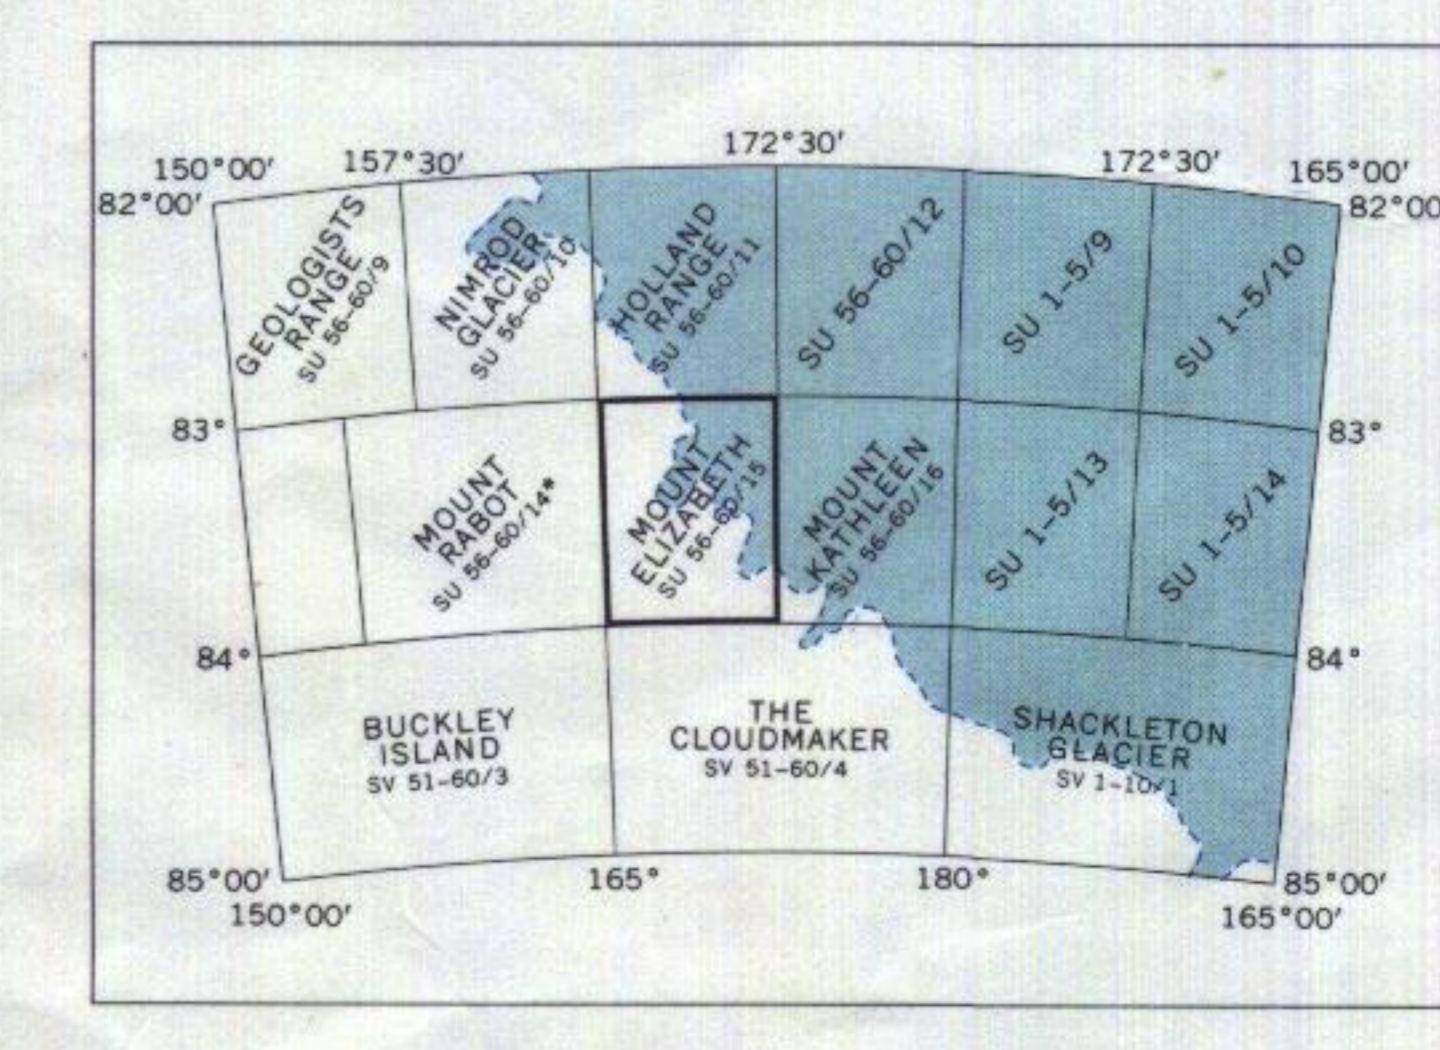 172°30′
150°00′ 157°30′ 172°30′ 165°00′
82°00′ 82°00
GEOLOGISTS
RANGE
SU 56–60/9
NIMROD
GLACIER
SU 56–60/10
HOLLAND
RANGE
SU 56–60/11
SU 56–60/12
SU 1–5/9
SU 1–5/10
83° 83°
MOUNT
RABOT
SU 56–60/14*
MOUNT
ELIZABETH
SU 56–60/15
MOUNT
KATHLEEN
SU 56–60/16
SU 1–5/13
SU 1–5/14
84° 84°
BUCKLEY
ISLAND
SV 51–60/3
THE
CLOUDMAKER
SV 51–60/4
SHACKLETON
GLACIER
SV 1–10/1
85°00′ 165° 180° 85°00′
150°00′ 165°00′